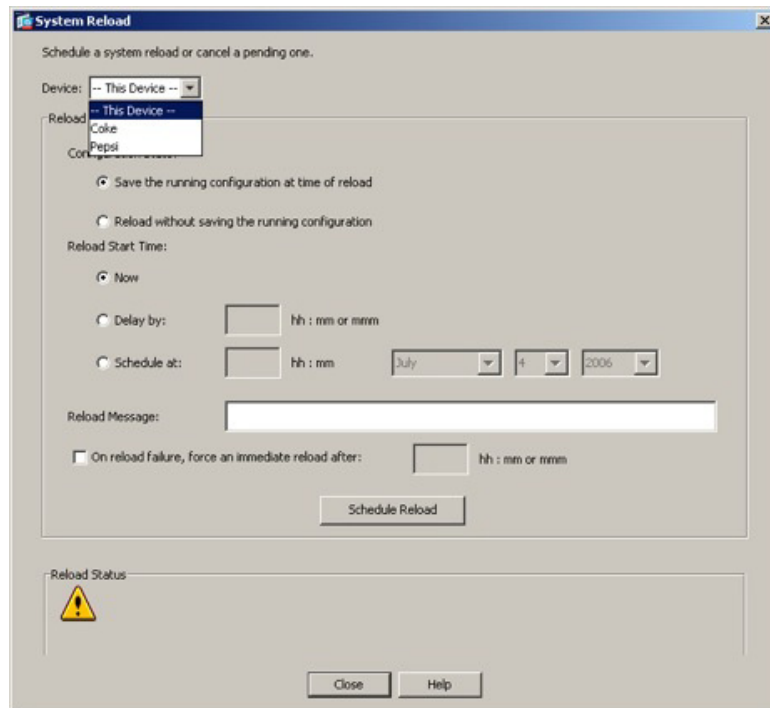 System Reload
Schedule a system reload or cancel a pending one.
Device: -- This Device --
-- This Device --
Coke
Pepsi
Reload
Save the running configuration at time of reload
Reload without saving the running configuration
Reload Start Time:
Now
Delay by: hh : mm or mmm
Schedule at: hh : mm July 4 2006
Reload Message:
On reload failure, force an immediate reload after: hh : mm or mmm
Schedule Reload
Reload Status
Close Help